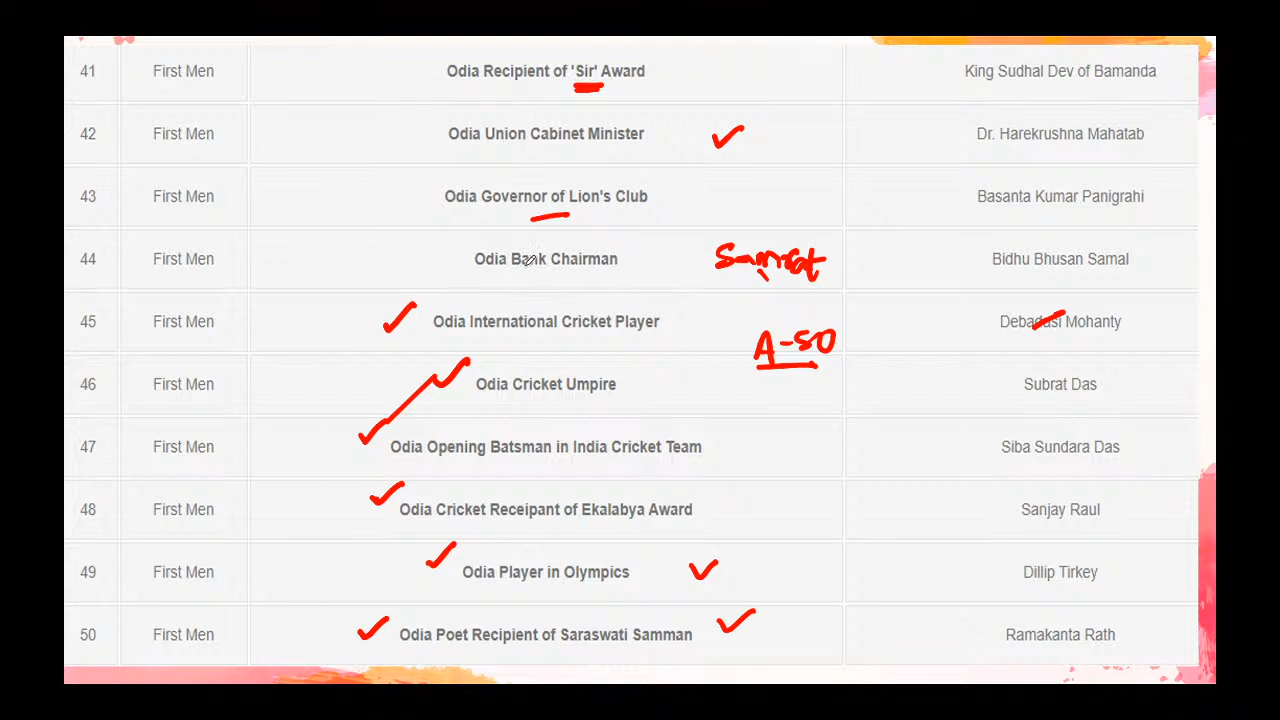 41 First Men Odia Recipient of 'Sir' Award King Sudhal Dev of Bamanda
42 First Men Odia Union Cabinet Minister Dr. Harekrushna Mahatab
43 First Men Odia Governor of Lion's Club Basanta Kumar Panigrahi
44 First Men Odia Bank Chairman Bidhu Bhusan Samal
45 First Men Odia International Cricket Player Debadasi Mohanty
A-50
46 First Men Odia Cricket Umpire Subrat Das
47 First Men Odia Opening Batsman in India Cricket Team Siba Sundara Das
48 First Men Odia Cricket Receipant of Ekalabya Award Sanjay Raul
49 First Men Odia Player in Olympics Dillip Tirkey
50 First Men Odia Poet Recipient of Saraswati Samman Ramakanta Rath